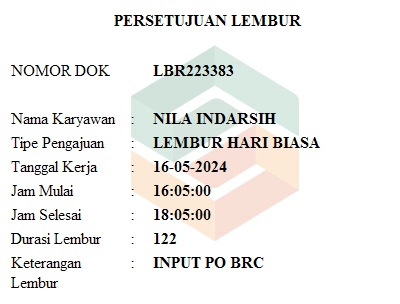 PERSETUJUAN LEMBUR
NOMOR DOK LBR223383
Nama Karyawan : NILA INDARSIH
Tipe Pengajuan : LEMBUR HARI BIASA
Tanggal Kerja : 16-05-2024
Jam Mulai : 16:05:00
Jam Selesai : 18:05:00
Durasi Lembur : 122
Keterangan : INPUT PO BRC
Lembur